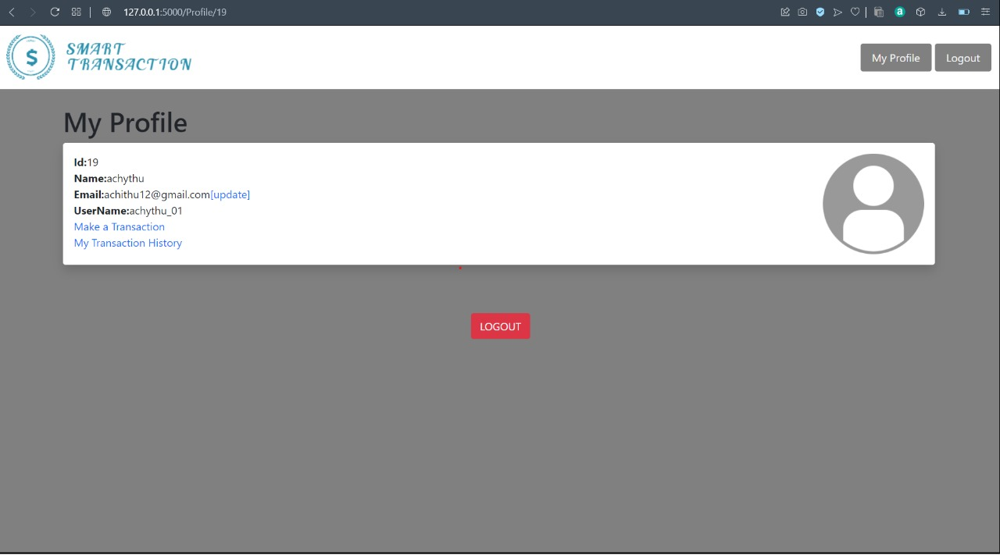 127.0.0.1:5000/Profile/19
$ SMART
TRANSACTION
My Profile Logout
My Profile
Id:19
Name:achythu
Email:achithu12@gmail.com[update]
UserName:achythu_01
Make a Transaction
My Transaction History
LOGOUT